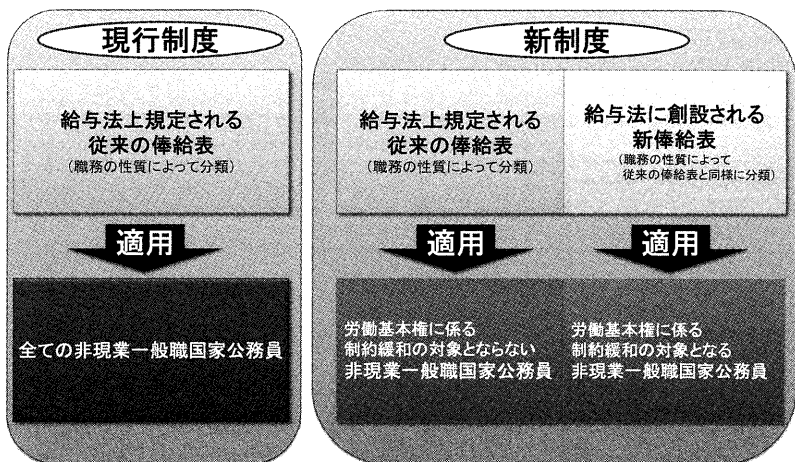 現行制度
給与法上規定される
従来の俸給表
（職務の性質によって分類）
適用
全ての非現業一般職国家公務員
新制度
給与法上規定される
従来の俸給表
（職務の性質によって分類）
適用
労働基本権に係る
制約緩和の対象とならない
非現業一般職国家公務員
給与法に創設される
新俸給表
（職務の性質によって
従来の俸給表と同様に分類）
適用
労働基本権に係る
制約緩和の対象となる
非現業一般職国家公務員